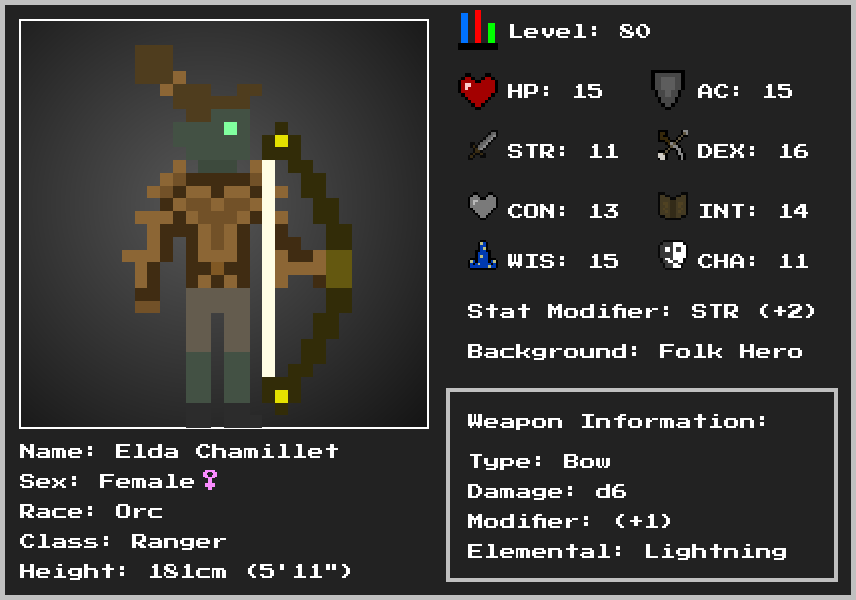 Level: 80
HP: 15 AC: 15
STR: 11 DEX: 16
CON: 13 INT: 14
WIS: 15 CHA: 11
Stat Modifier: STR (+2)
Background: Folk Hero
Name: Elda Chamillet
Sex: Female♀
Race: Orc
Class: Ranger
Height: 181cm (5'11")
Weapon Information:
Type: Bow
Damage: d6
Modifier: (+1)
Elemental: Lightning